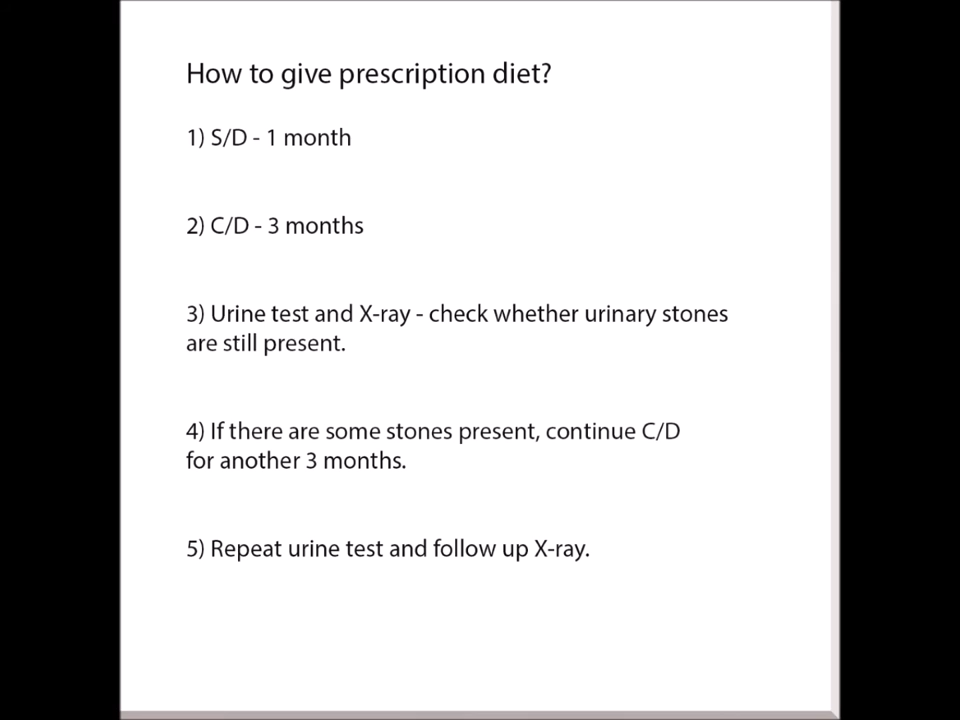 How to give prescription diet?
1) S/D - 1 month
2) C/D - 3 months
3) Urine test and X-ray - check whether urinary stones
are still present.
4) If there are some stones present, continue C/D
for another 3 months.
5) Repeat urine test and follow up X-ray.